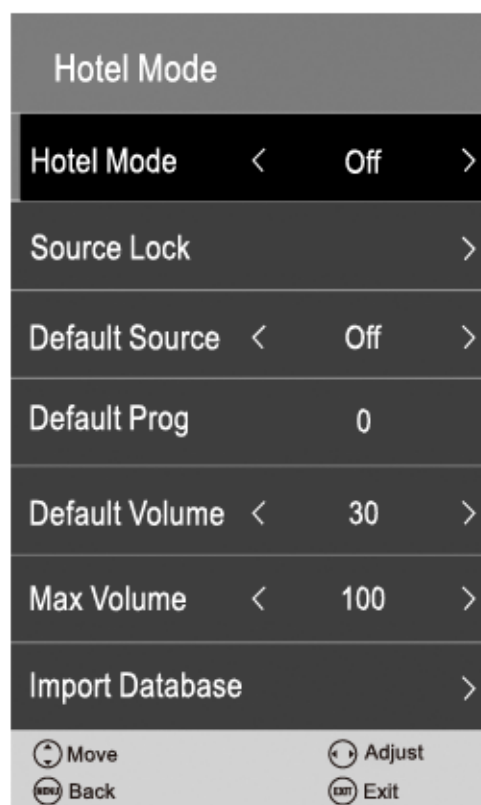 Hotel Mode
Hotel Mode < Off >
Source Lock >
Default Source < Off >
Default Prog 0
Default Volume < 30 >
Max Volume < 100 >
Import Database >
Move Adjust
MENU Back EXIT Exit